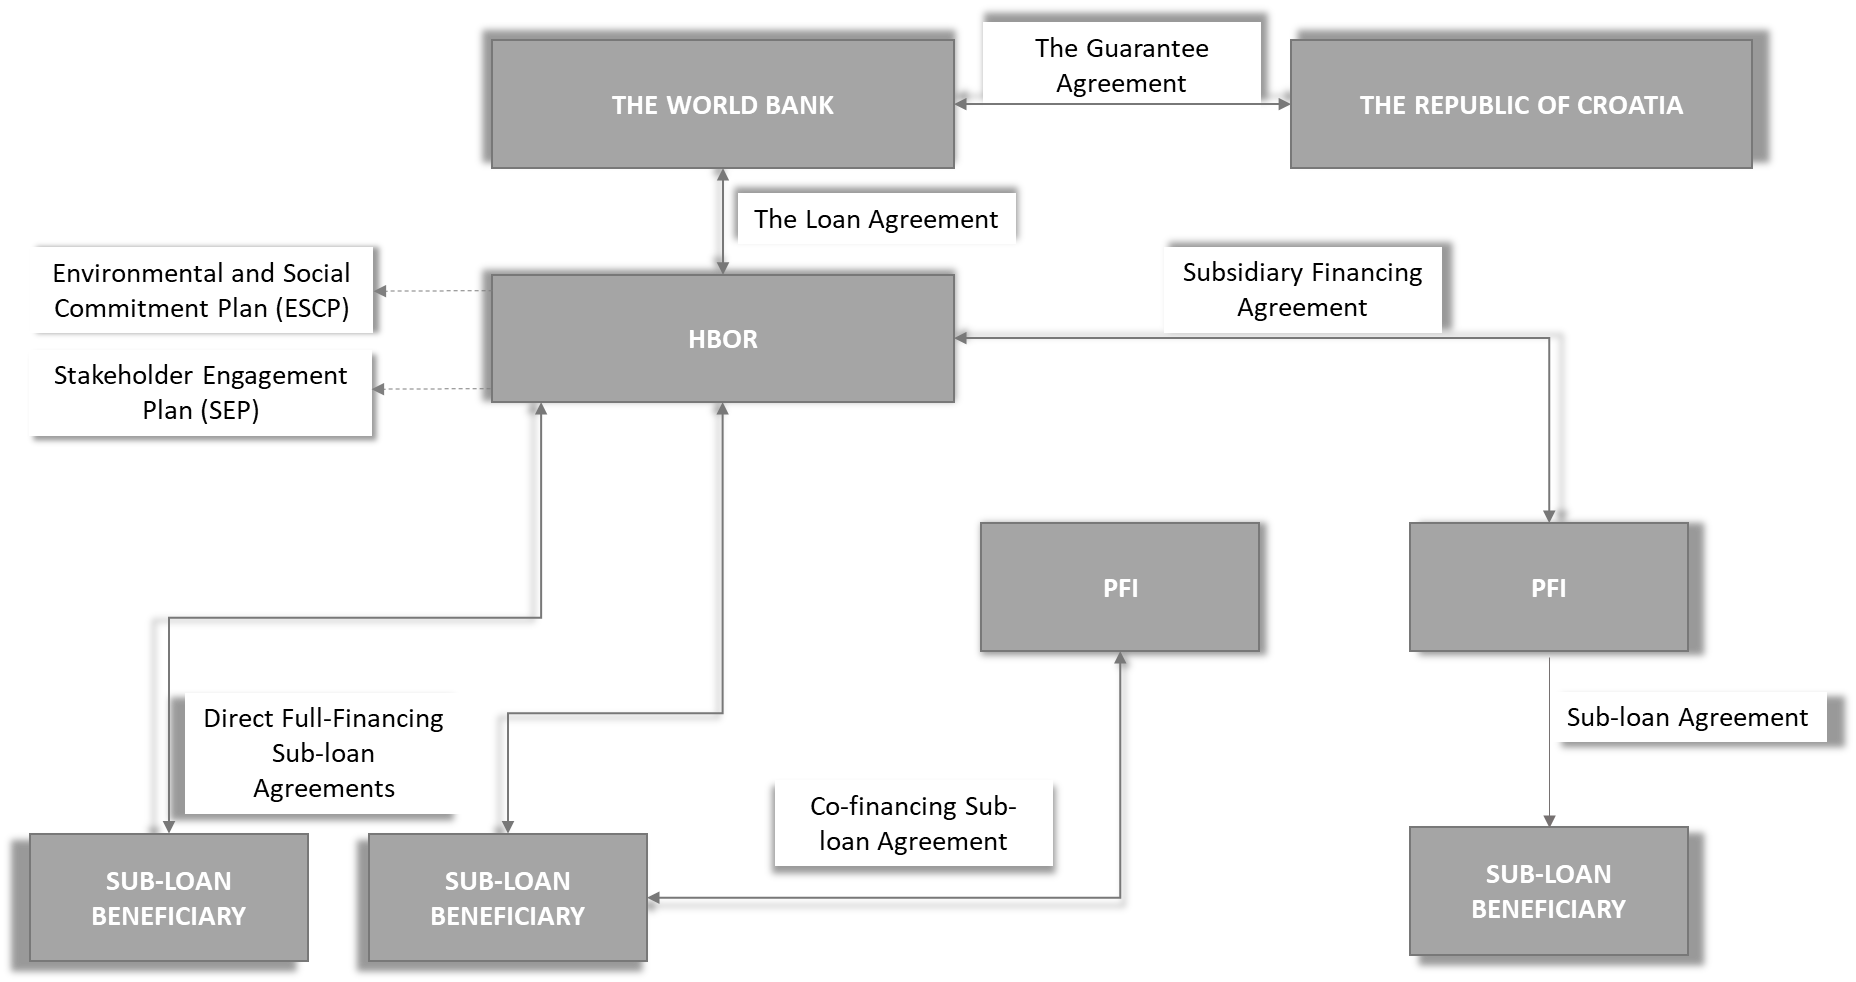 The Guarantee
Agreement
THE WORLD BANK
THE REPUBLIC OF CROATIA
The Loan Agreement
Environmental and Social
Commitment Plan (ESCP)
Subsidiary Financing
Agreement
HBOR
Stakeholder Engagement
Plan (SEP)
PFI
PFI
Direct Full-Financing
Sub-loan
Agreements
Sub-loan Agreement
Co-financing Sub-
loan Agreement
SUB-LOAN
BENEFICIARY
SUB-LOAN
BENEFICIARY
SUB-LOAN
BENEFICIARY